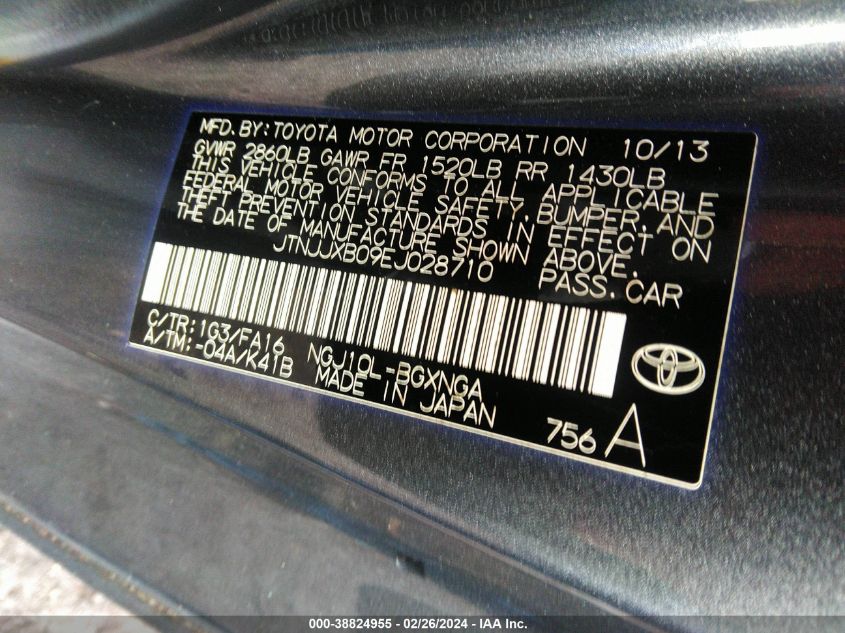 MFD. BY: TOYOTA MOTOR CORPORATION 10/13
GVWR 2860LB GAWR FR 1520LB RR 1430LB
THIS VEHICLE CONFORMS TO ALL APPLICABLE
FEDERAL MOTOR VEHICLE SAFETY, BUMPER, AND
THEFT PREVENTION STANDARDS IN EFFECT ON
THE DATE OF MANUFACTURE SHOWN ABOVE.
JTNJJXB09EJ028710 PASS. CAR
C/TR: 1G3/FA16 NGJ10L-BGXNGA
A/TM: -04A/K41B MADE IN JAPAN
756 A
000-38824955 - 02/26/2024 - IAA Inc.